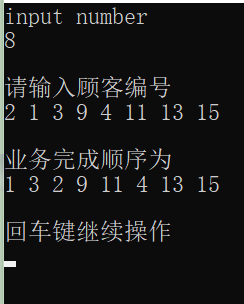 input number
8
请输入顾客编号
2 1 3 9 4 11 13 15
业务完成顺序为
1 3 2 9 11 4 13 15
回车键继续操作